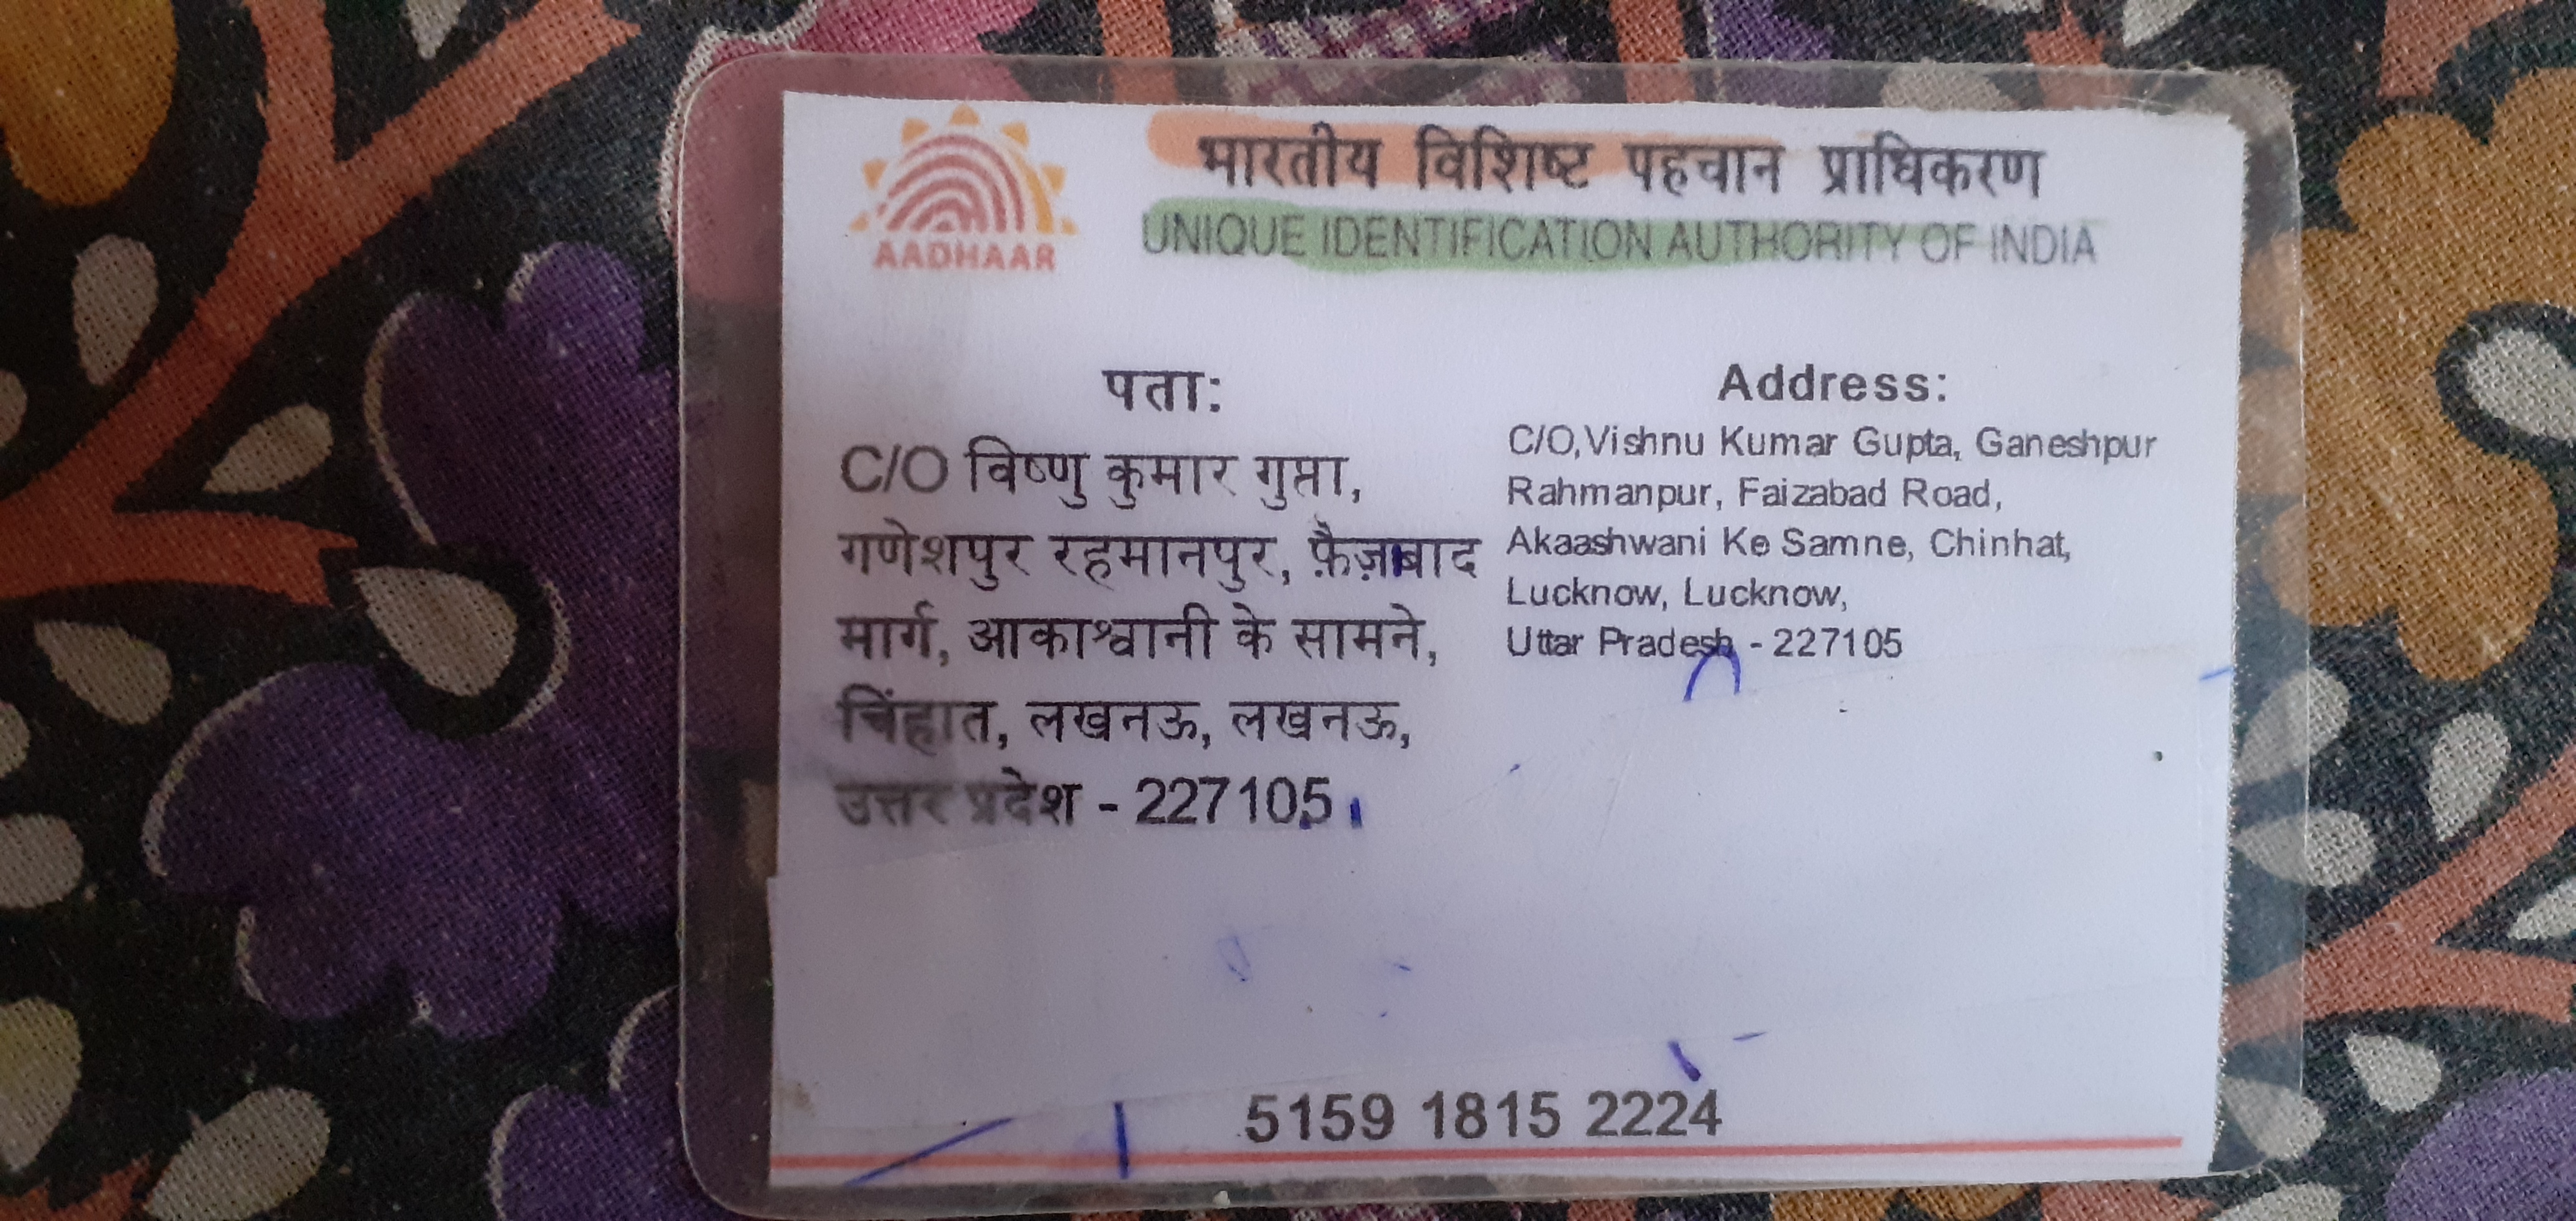 भारतीय विशिष्ट पहचान प्राधिकरण
UNIQUE IDENTIFICATION AUTHORITY OF INDIA
AADHAAR
पता:
C/O विष्णु कुमार गुप्ता,
गणेशपुर रहमानपुर, फ़ैज़ाबाद
मार्ग, आकाश्वानी के सामने,
चिंहात, लखनऊ, लखनऊ,
उत्तर प्रदेश - 227105
Address:
C/O,Vishnu Kumar Gupta, Ganeshpur
Rahmanpur, Faizabad Road,
Akaashwani Ke Samne, Chinhat,
Lucknow, Lucknow,
Uttar Pradesh - 227105
5159 1815 2224